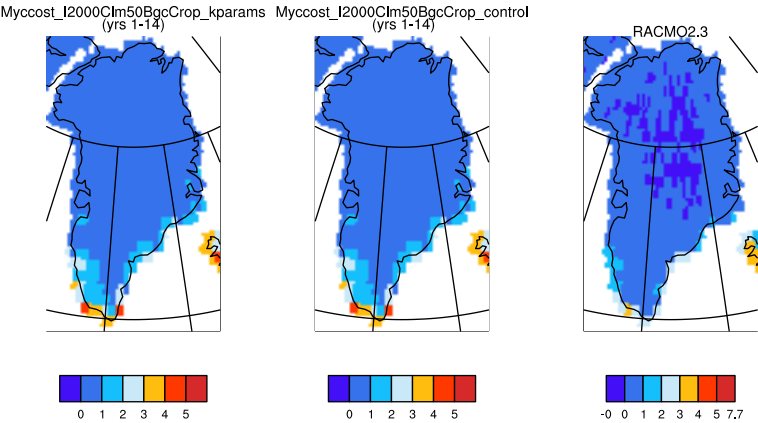 Myccost_I2000Clm50BgcCrop_kparams
(yrs 1-14)
Myccost_I2000Clm50BgcCrop_control
(yrs 1-14)
RACMO2.3
0 1 2 3 4 5
0 1 2 3 4 5
-0 0 1 2 3 4 5 7.7